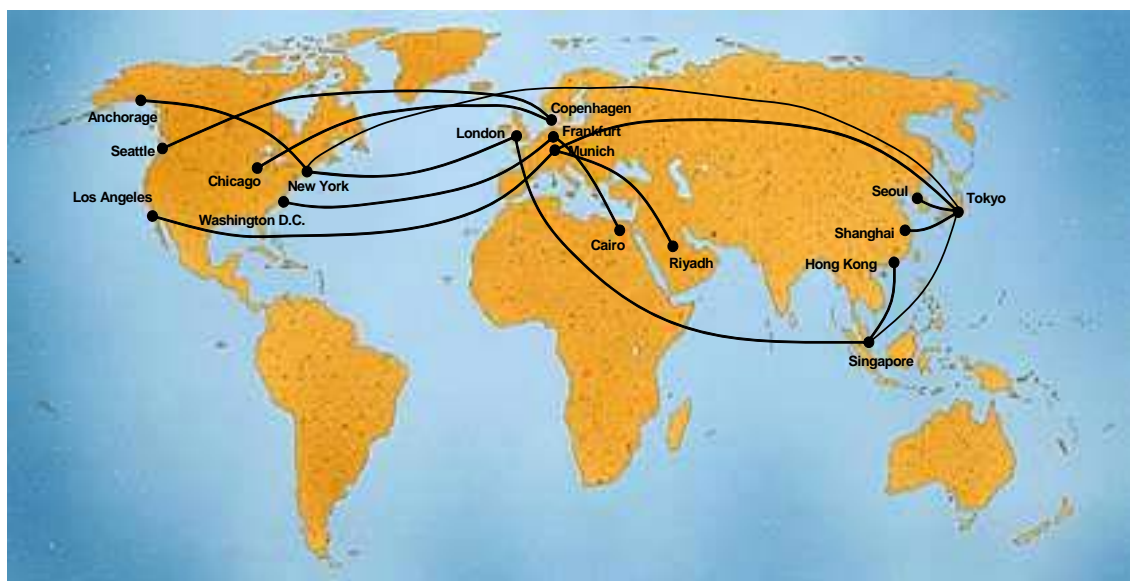 Copenhagen
Anchorage
London
Frankfurt
Seattle
Munich
Chicago
New York
Los Angeles
Seoul
Tokyo
Washington D.C.
Shanghai
Cairo
Riyadh
Hong Kong
Singapore